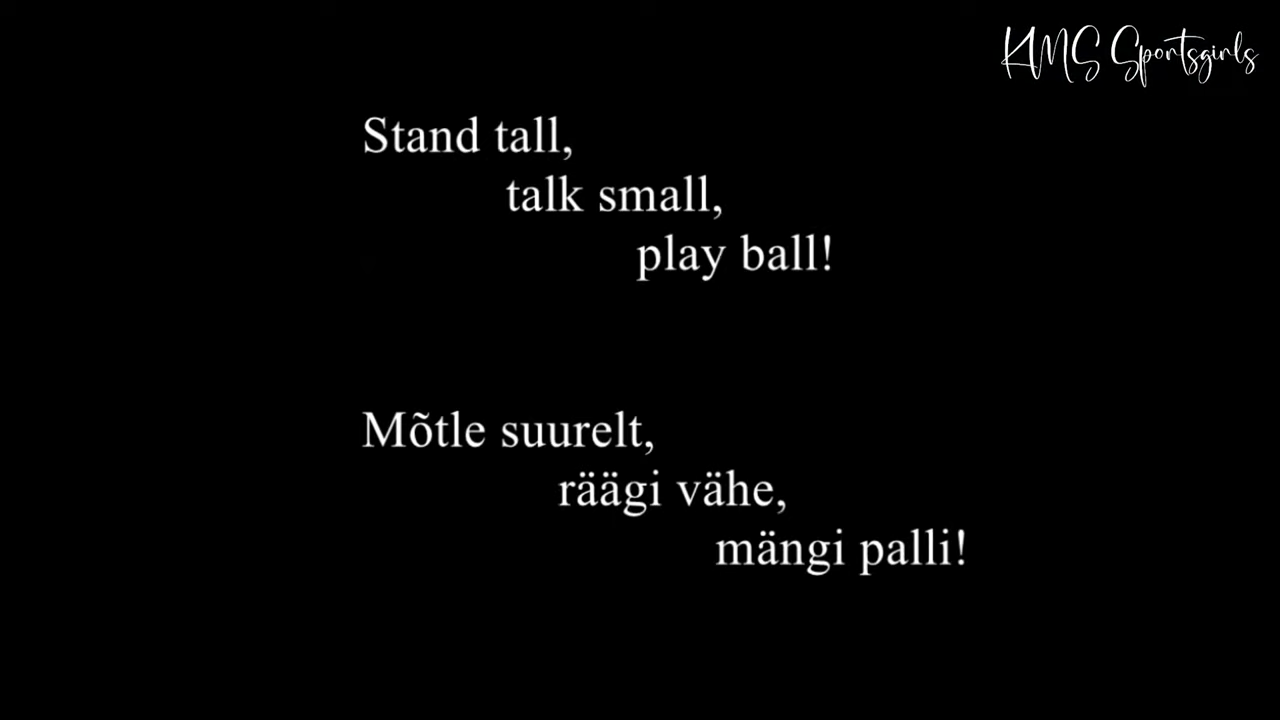 KMS Sportsgirls
Stand tall,
talk small,
play ball!
Mõtle suurelt,
räägi vähe,
mängi palli!